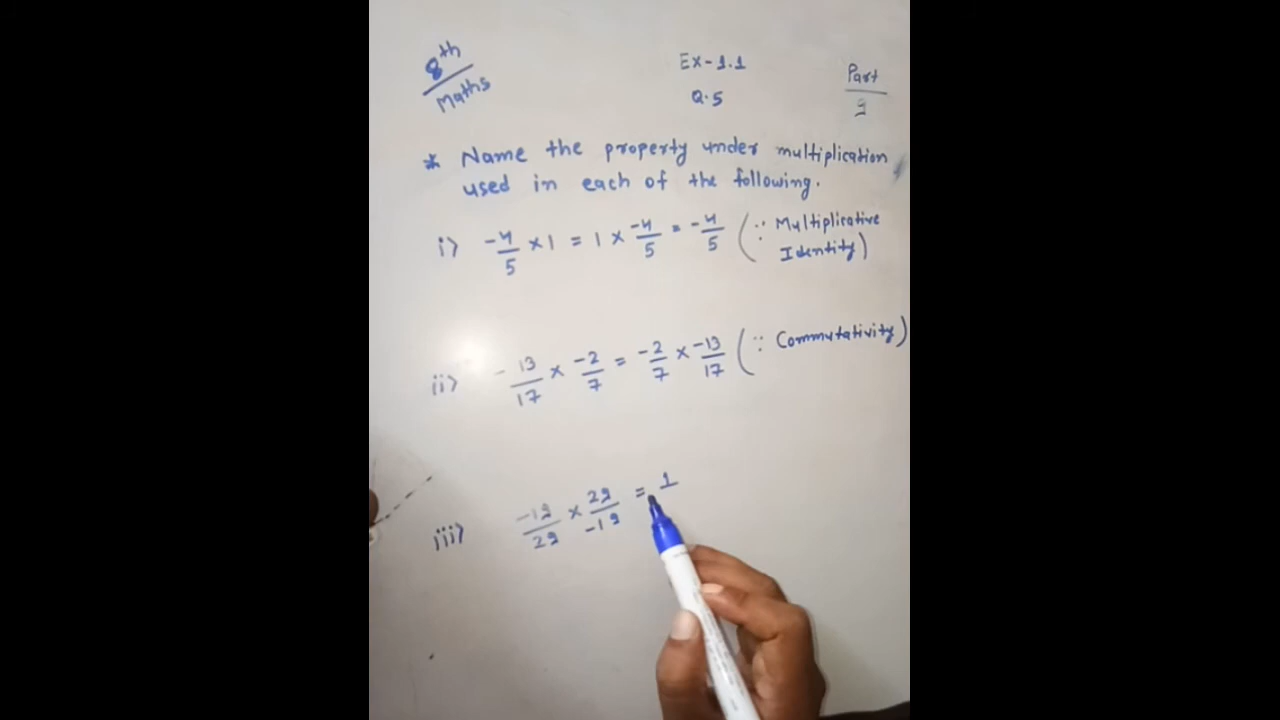 8th
Maths
Ex-1.1
Q.5
Part
9
* Name the property under multiplication
used in each of the following.
i) -4/5 × 1 = 1 × -4/5 = -4/5 (∵ Multiplicative
Identity)
ii) -13/17 × -2/7 = -2/7 × -13/17 (∵ Commutativity)
iii) -19/29 × 29/-19 = 1